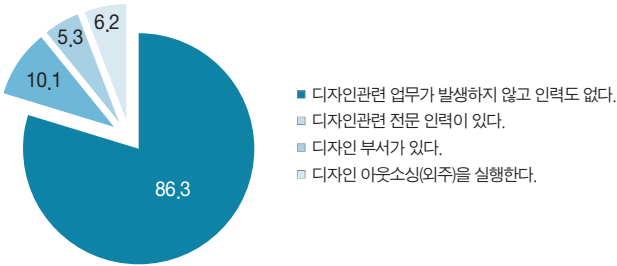 6.2
5.3
10.1
86.3
디자인관련 업무가 발생하지 않고 인력도 없다.
디자인관련 전문 인력이 있다.
디자인 부서가 있다.
디자인 아웃소싱(외주)을 실행한다.